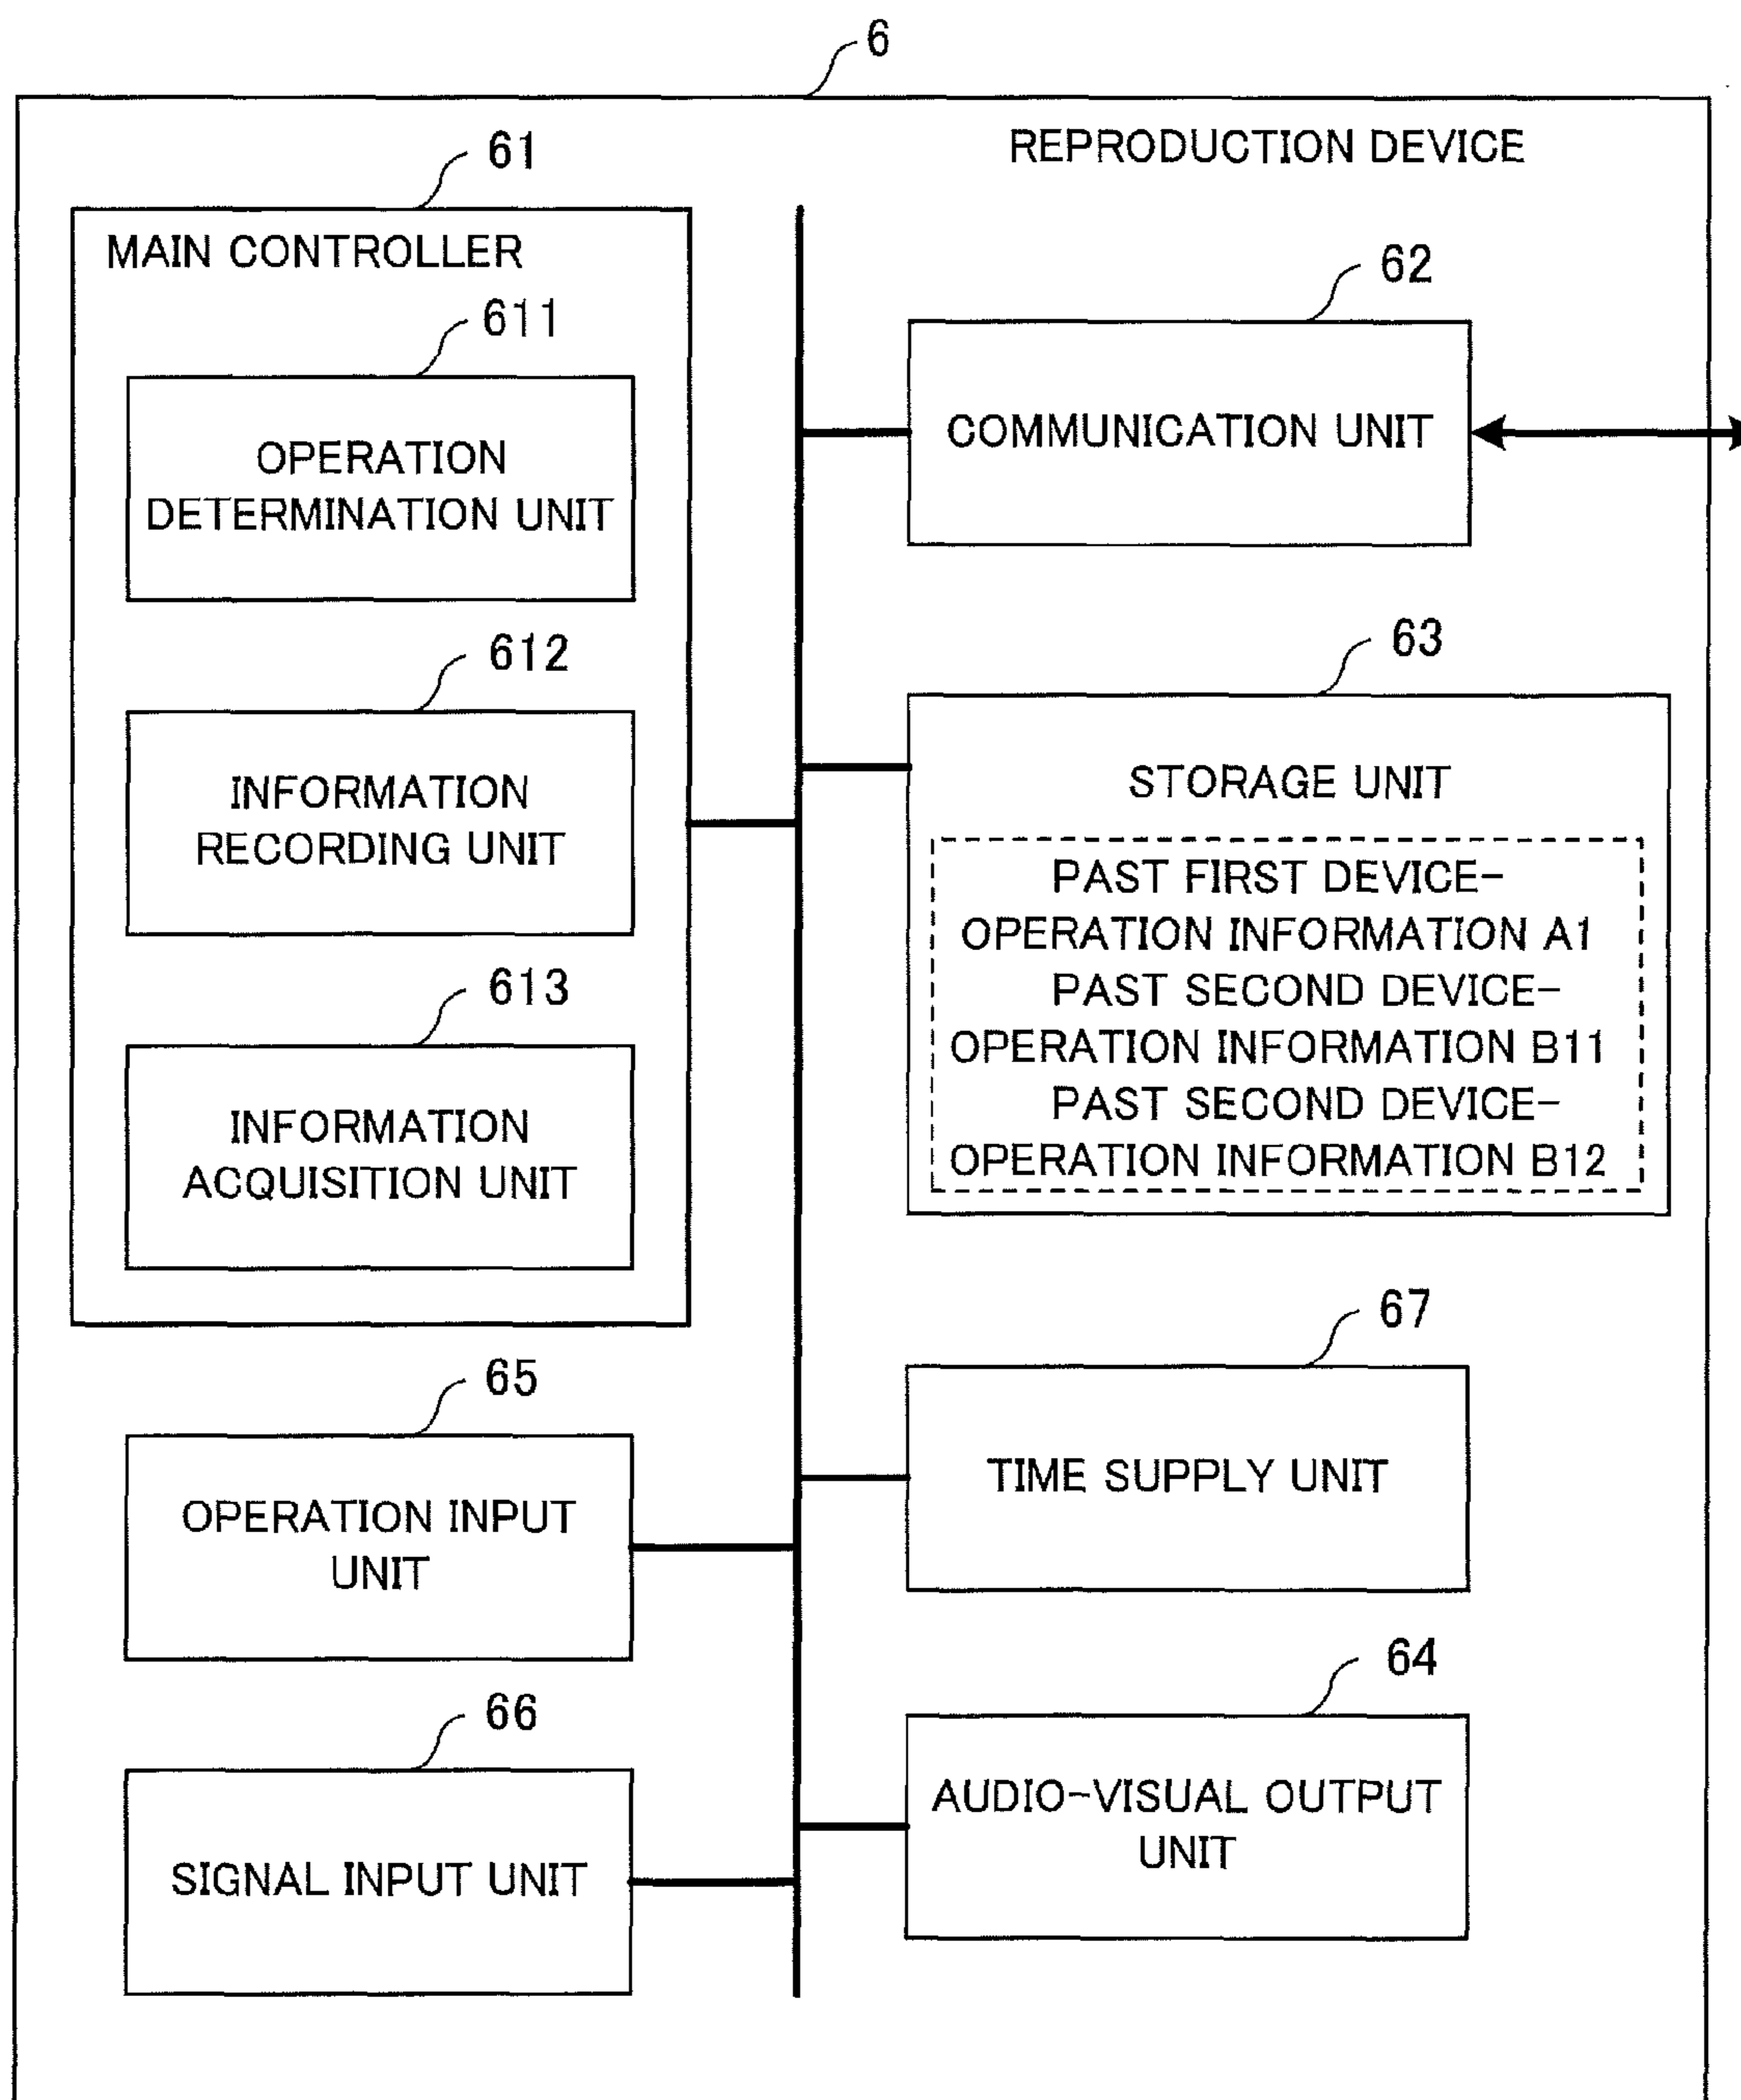 6
REPRODUCTION DEVICE
61
MAIN CONTROLLER
611
OPERATION
DETERMINATION UNIT
612
INFORMATION
RECORDING UNIT
613
INFORMATION
ACQUISITION UNIT
65
OPERATION INPUT
UNIT
66
SIGNAL INPUT UNIT
62
COMMUNICATION UNIT
63
STORAGE UNIT
PAST FIRST DEVICE-
OPERATION INFORMATION A1
PAST SECOND DEVICE-
OPERATION INFORMATION B11
PAST SECOND DEVICE-
OPERATION INFORMATION B12
67
TIME SUPPLY UNIT
64
AUDIO-VISUAL OUTPUT
UNIT